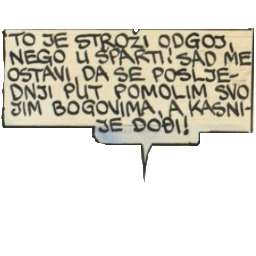 TO JE STROŽI ODGOJ,
NEGO U SPARTI! SAD ME
OSTAVI, DA SE POSLJE-
DNJI PUT POMOLIM SVO
JIM BOGOVIMA, A KASNI-
JE DOĐI!